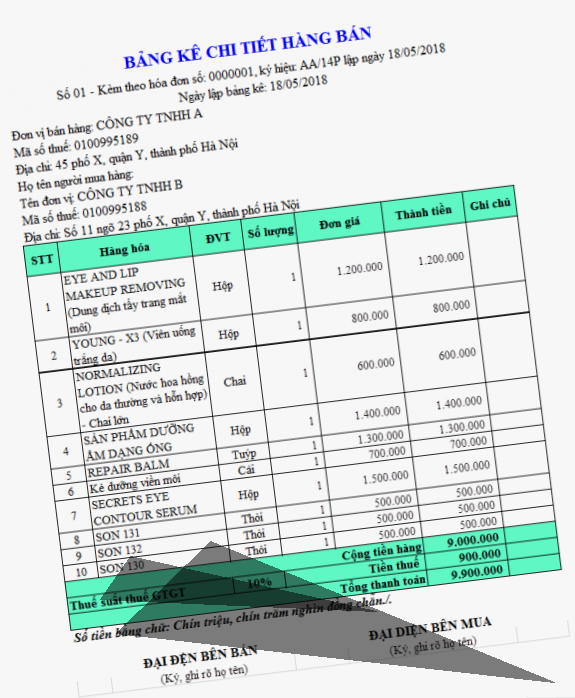 BẢNG KÊ CHI TIẾT HÀNG BÁN
Số 01 - Kèm theo hóa đơn số: 0000001, ký hiệu: AA/14P lập ngày 18/05/2018
Ngày lập bảng kê: 18/05/2018
Đơn vị bán hàng: CÔNG TY TNHH A
Mã số thuế: 0100995189
Địa chỉ: 45 phố X, quận Y, thành phố Hà Nội
Họ tên người mua hàng:
Tên đơn vị: CÔNG TY TNHH B
Mã số thuế: 0100995188
Địa chỉ: Số 11 ngõ 23 phố X, quận Y, thành phố Hà Nội
STT Hàng hóa ĐVT Số lượng Đơn giá Thành tiền Ghi chú
1 EYE AND LIP
MAKEUP REMOVING
(Dung dịch tẩy trang mắt
môi) Hộp 1 1.200.000 1.200.000
2 YOUNG - X3 (Viên uống
trắng da) Hộp 1 800.000 800.000
3 NORMALIZING
LOTION (Nước hoa hồng
cho da thường và hỗn hợp)
- Chai lớn Chai 1 600.000 600.000
4 SẢN PHẨM DƯỠNG
ẨM DẠNG ỐNG Hộp 1 1.400.000 1.400.000
5 REPAIR BALM Tuýp 1 1.300.000 1.300.000
6 Kẻ dưỡng viền môi Cái 1 700.000 700.000
7 SECRETS EYE
CONTOUR SERUM Hộp 1 1.500.000 1.500.000
8 SON 131 Thỏi 1 500.000 500.000
9 SON 132 Thỏi 1 500.000 500.000
10 SON 130 Thỏi 1 500.000 500.000
Cộng tiền hàng 9.000.000
Thuế suất thuế GTGT 10% Tiền thuế 900.000
Tổng thanh toán 9.900.000
Số tiền bằng chữ: Chín triệu, chín trăm nghìn đồng chẵn./.
ĐẠI ĐỆN BÊN BÁN ĐẠI DIỆN BÊN MUA
(Ký, ghi rõ họ tên) (Ký, ghi rõ họ tên)